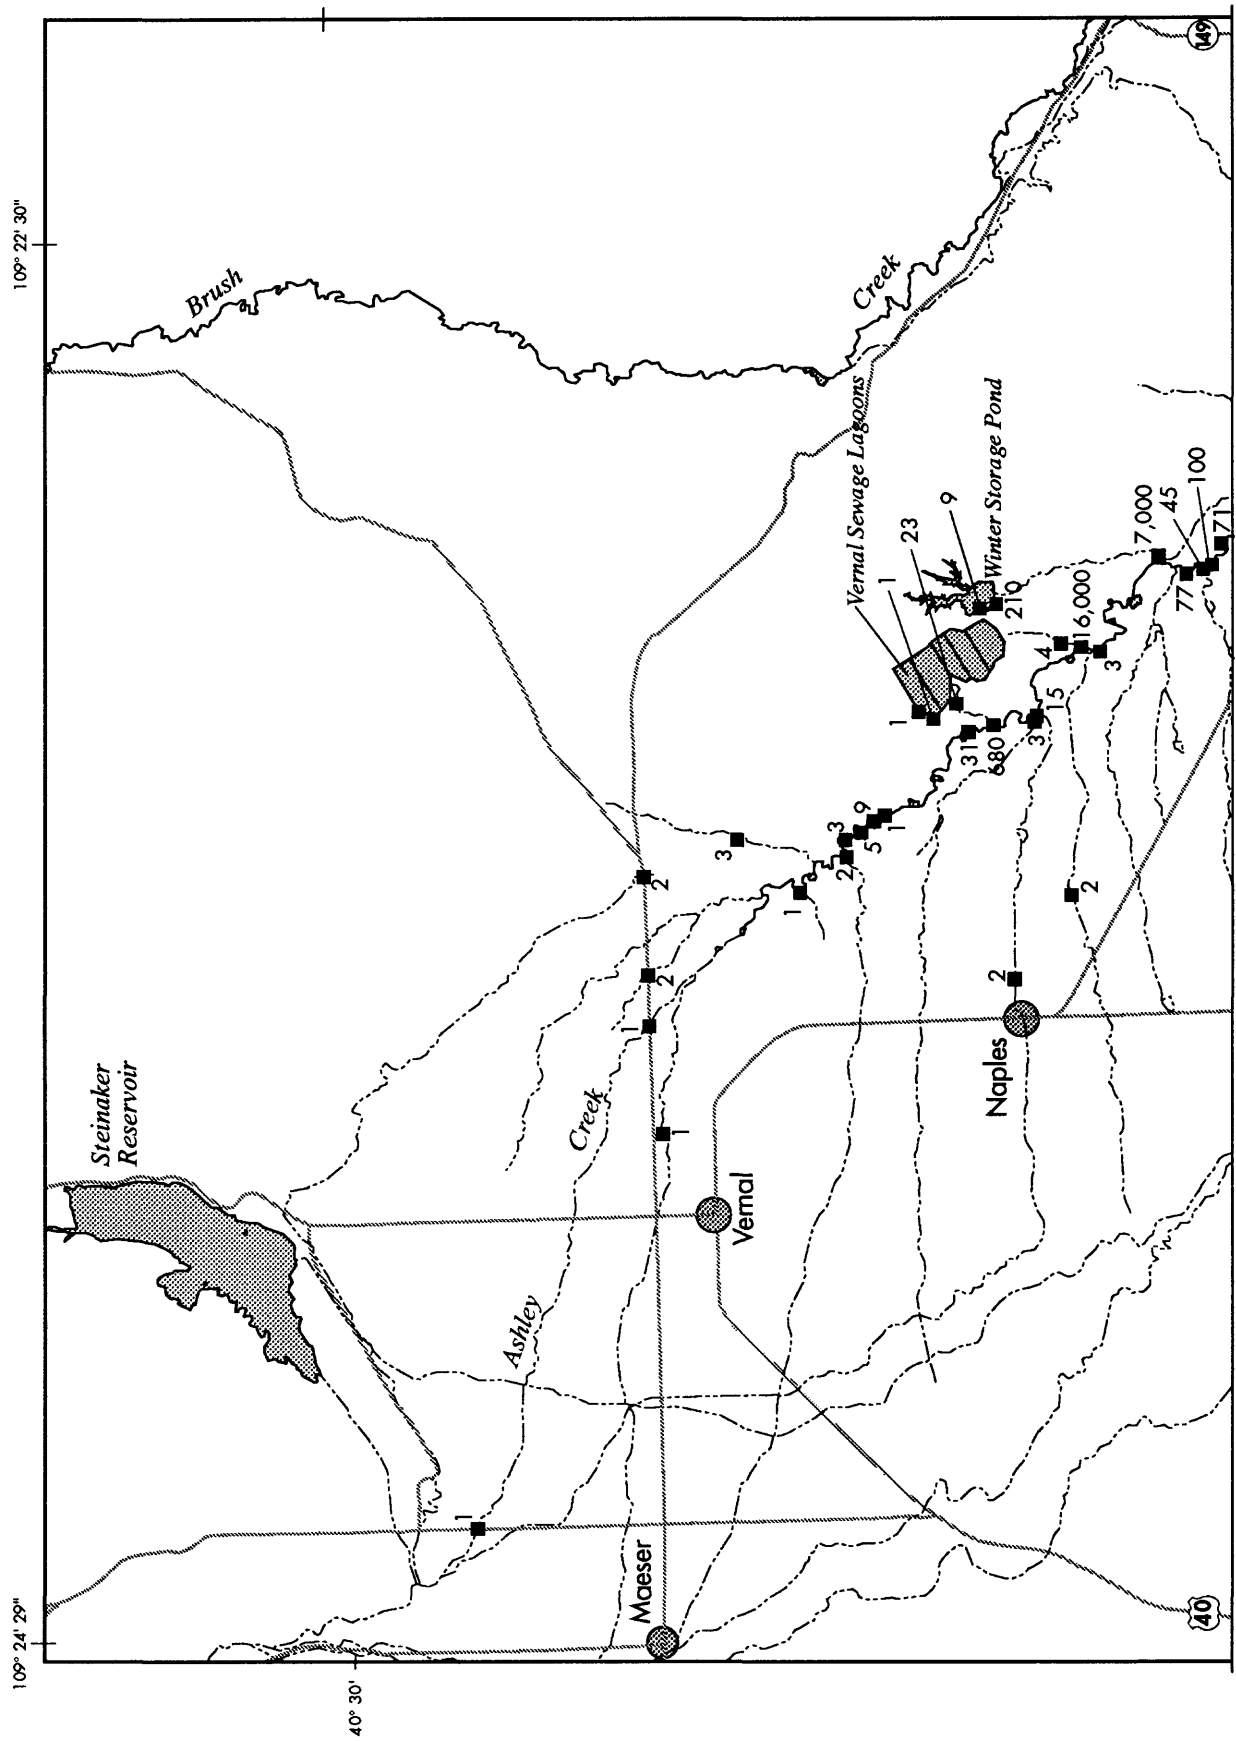 109° 24' 29"
109° 22' 30"
40° 30'
Steinaker
Reservoir
Brush
Creek
Ashley
Creek
Maeser
Vernal
Naples
Vernal Sewage Lagoons
Winter Storage Pond
40
149
1
1
1
2
2
3
1
2
3
5
9
1
2
2
1
1
23
9
31
680
3
15
210
4
16,000
3
7,000
77
45
100
71